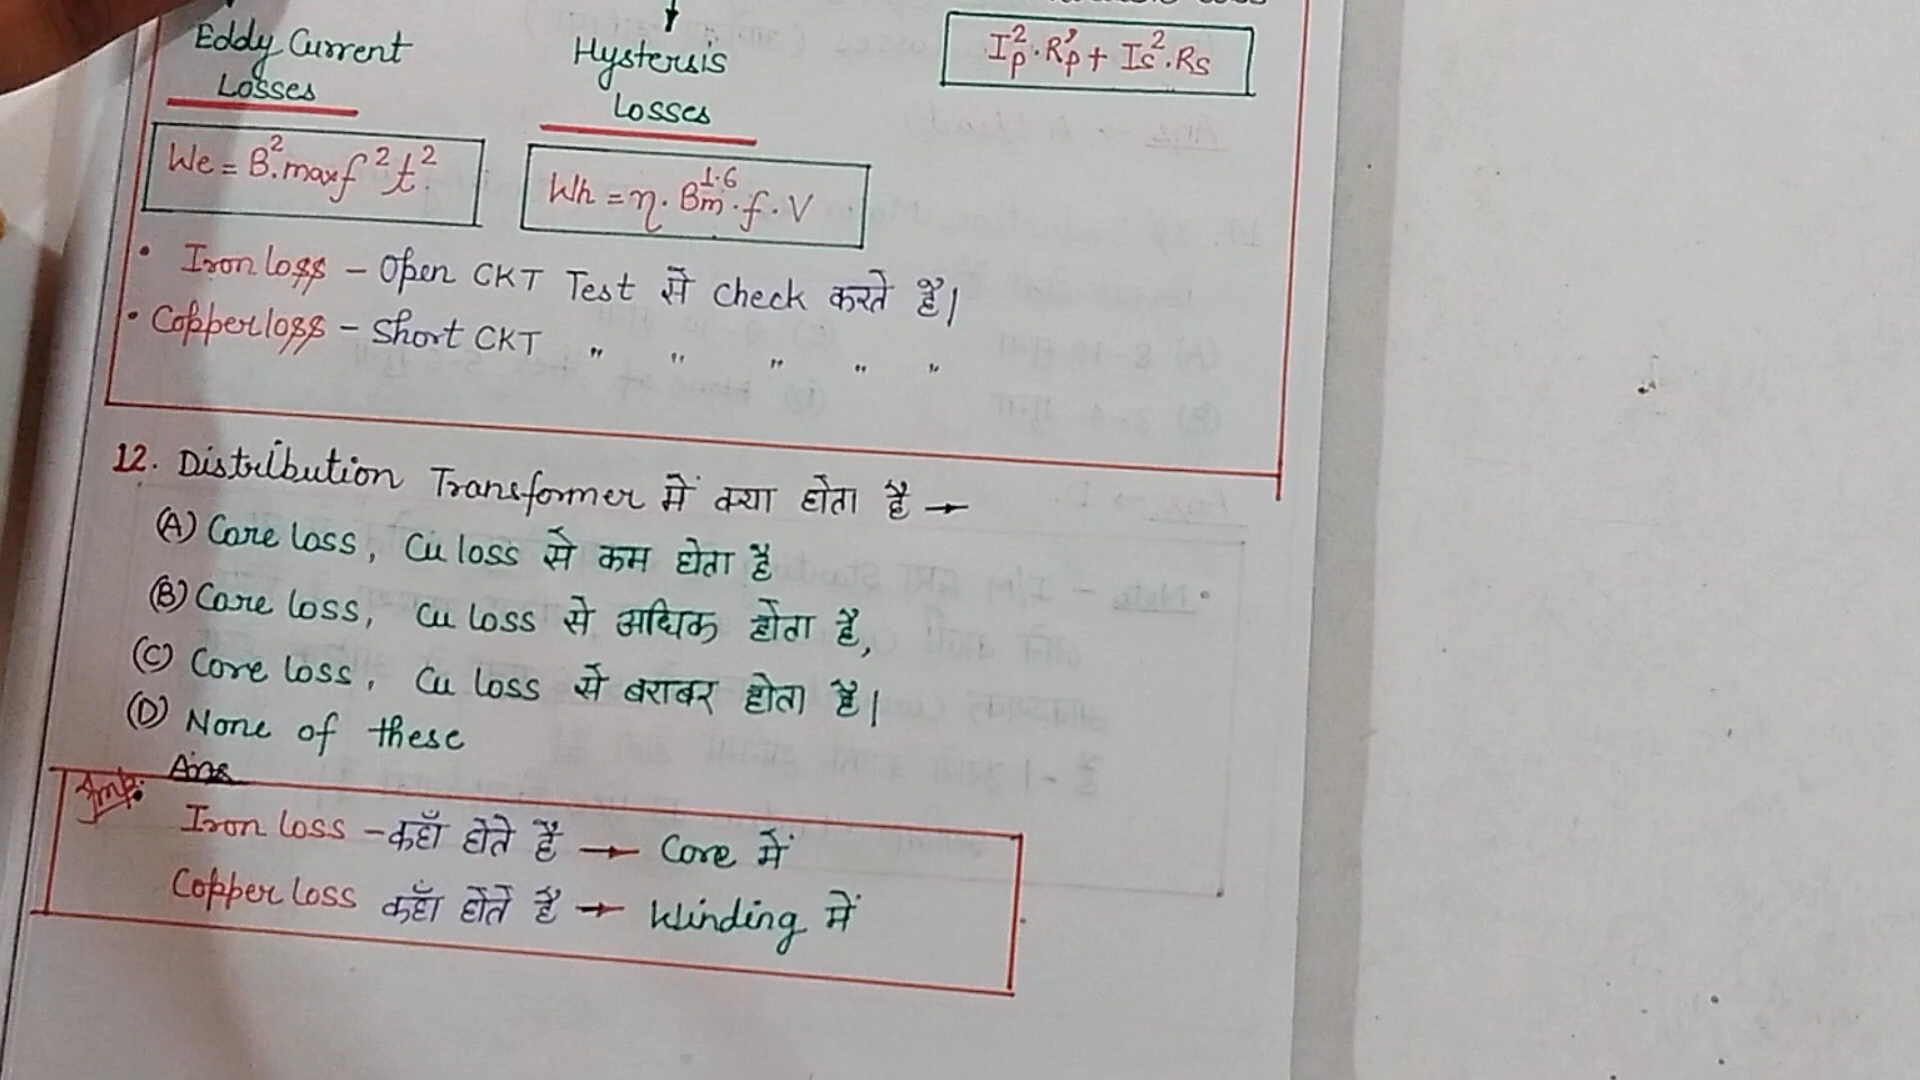 Eddy Current
Losses
Hystersis
Losses
Ip².Rp + Is².Rs
We = B².max f² t².
Wh = η. Bm^1.6 . f . V
• Iron loss – Open CKT Test से check करते हैं।
• Copper loss – Short CKT " " " " "
12. Distribution Transformer में क्या होता है →
(A) Core loss, Cu loss से कम होता है
(B) Core loss, Cu loss से अधिक होता है,
(C) Core loss, Cu loss से बराबर होता है।
(D) None of these
Ans
Imp:
Iron loss – कहाँ होते हैं → Core में
Copper loss कहाँ होते हैं → Winding में